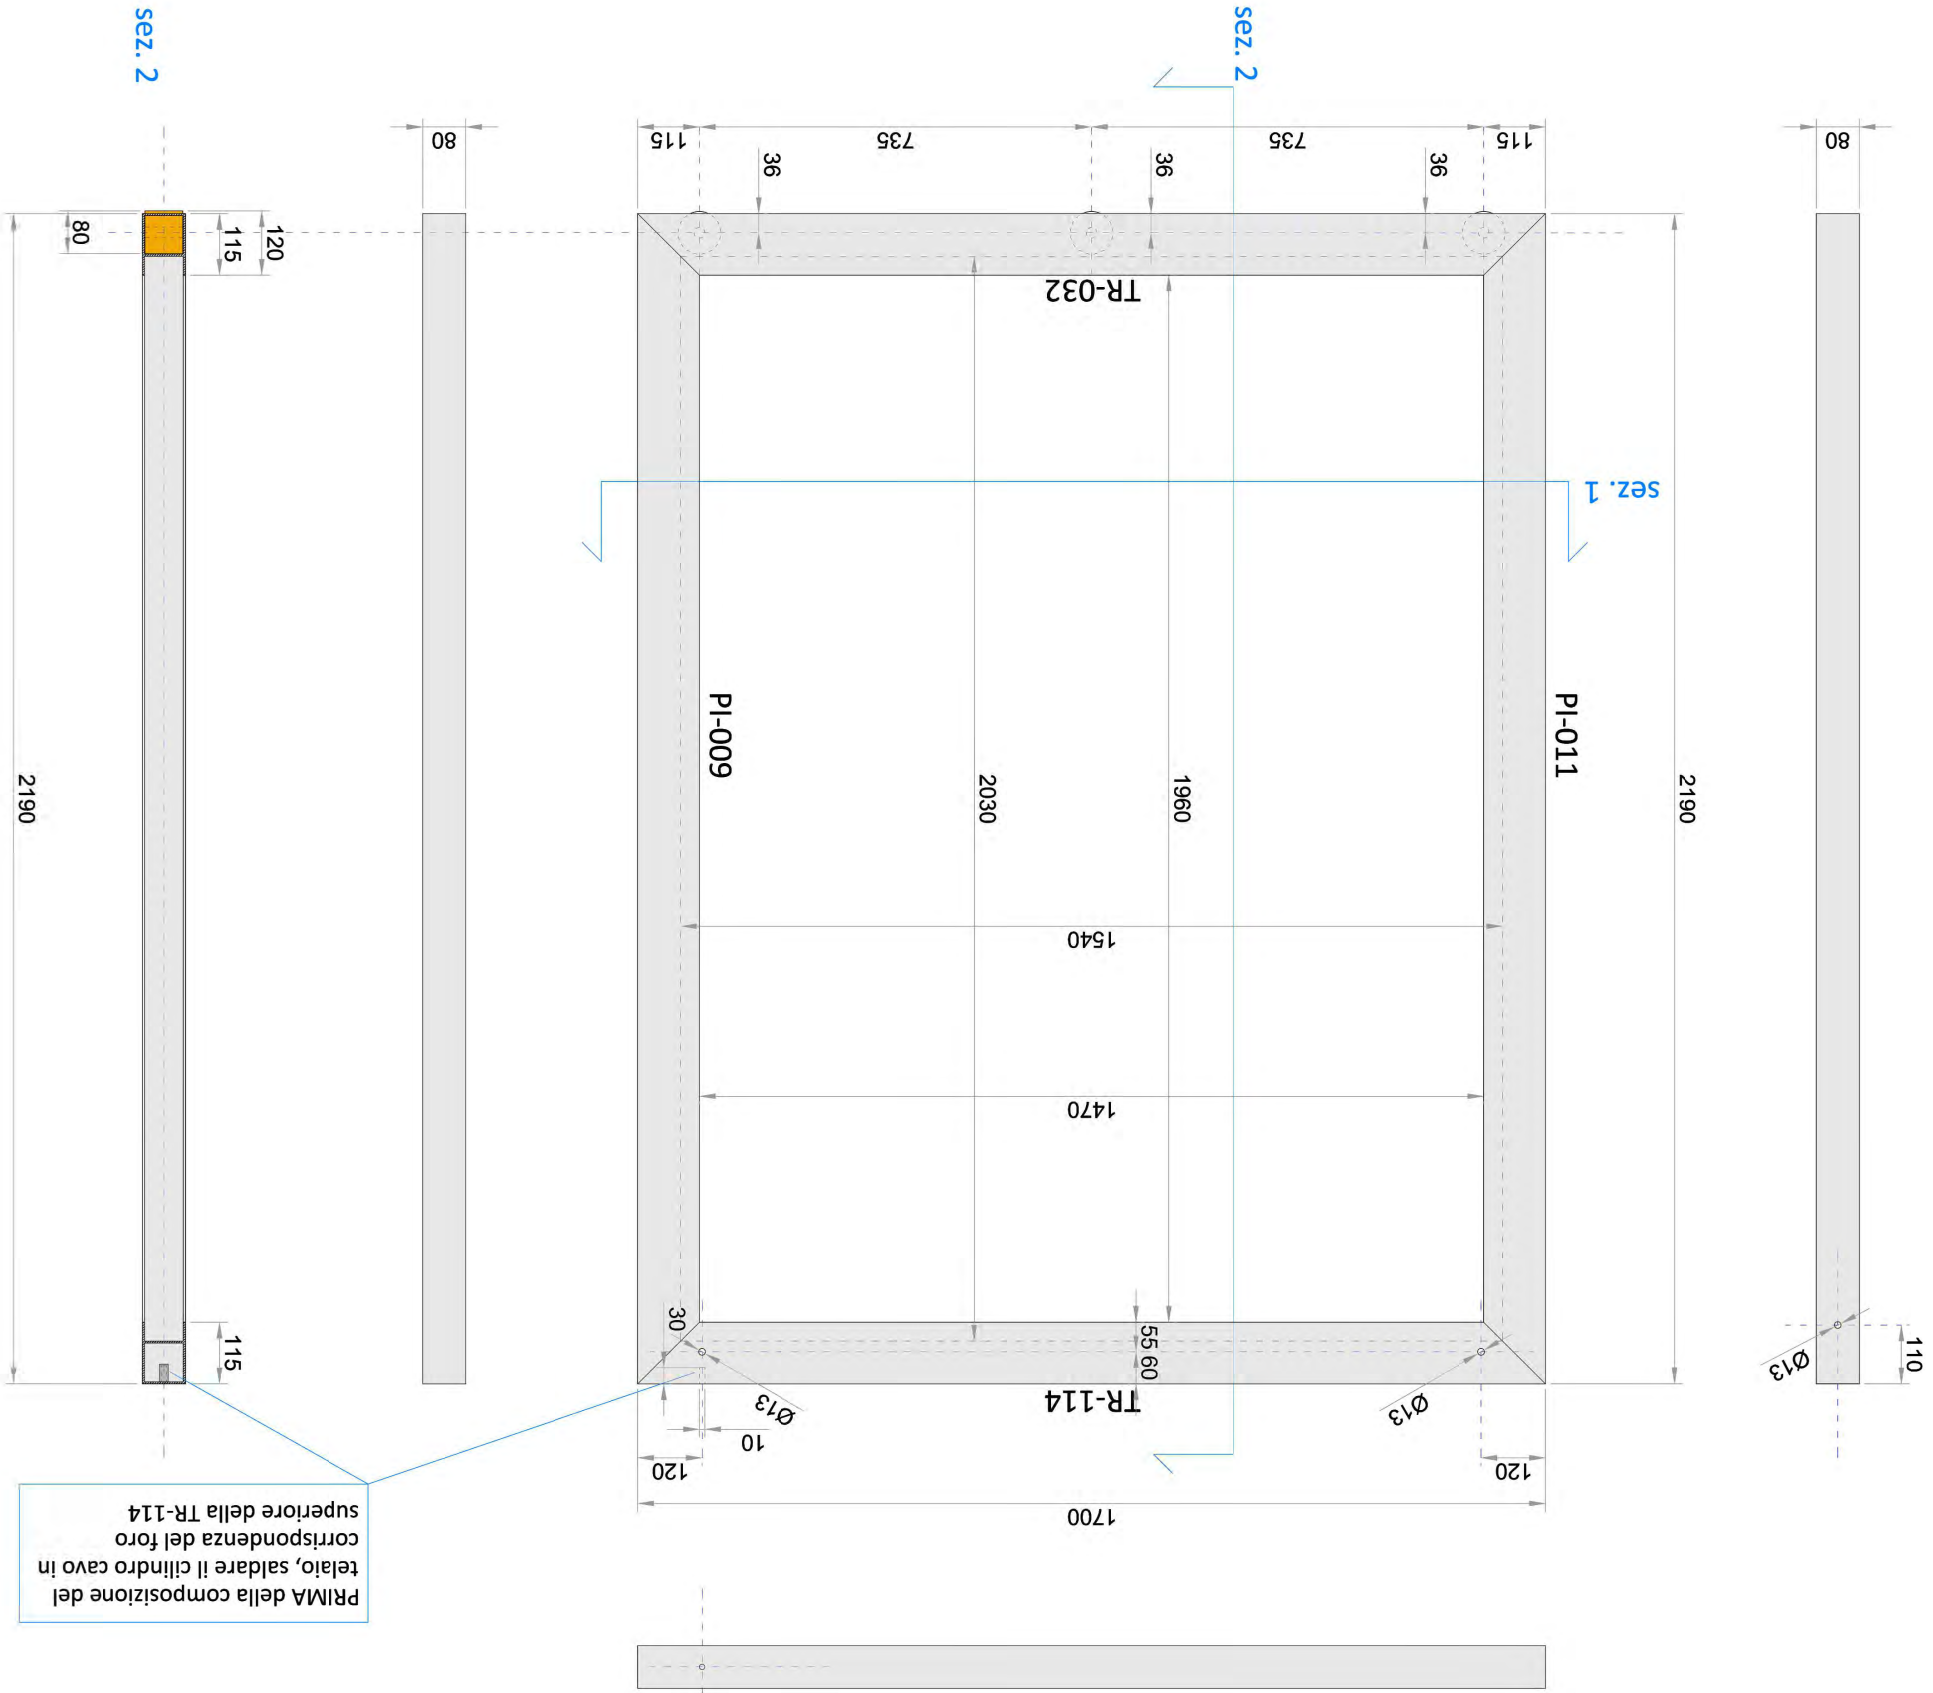 PRIMA della composizione del
telaio, saldare il cilindro cavo in
corrispondenza del foro
superiore della TR-114
1700
120
120
10
Ø13
Ø13
TR-114
Ø13
110
60
55
115
30
1470
1540
2190
1960
2030
2190
PI-011
PI-009
sez. 1
TR-032
120
115
80
36
36
36
80
115
735
735
115
80
sez. 2
sez. 2